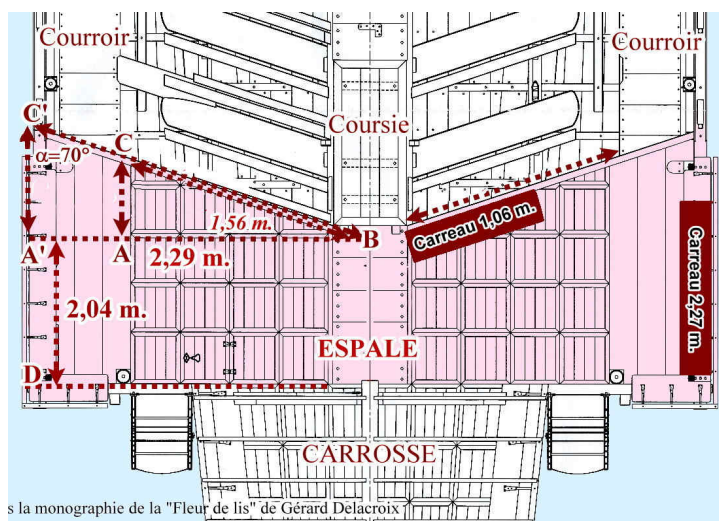 Courroir
Courroir
Coursie
C'
α=70°
C
1,56 m.
B
Carreau 1,06 m.
A'
A
2,29 m.
2,04 m.
Carreau 2,27 m.
ESPALE
D
CARROSSE
s la monographie de la "Fleur de lis" de Gérard Delacroix